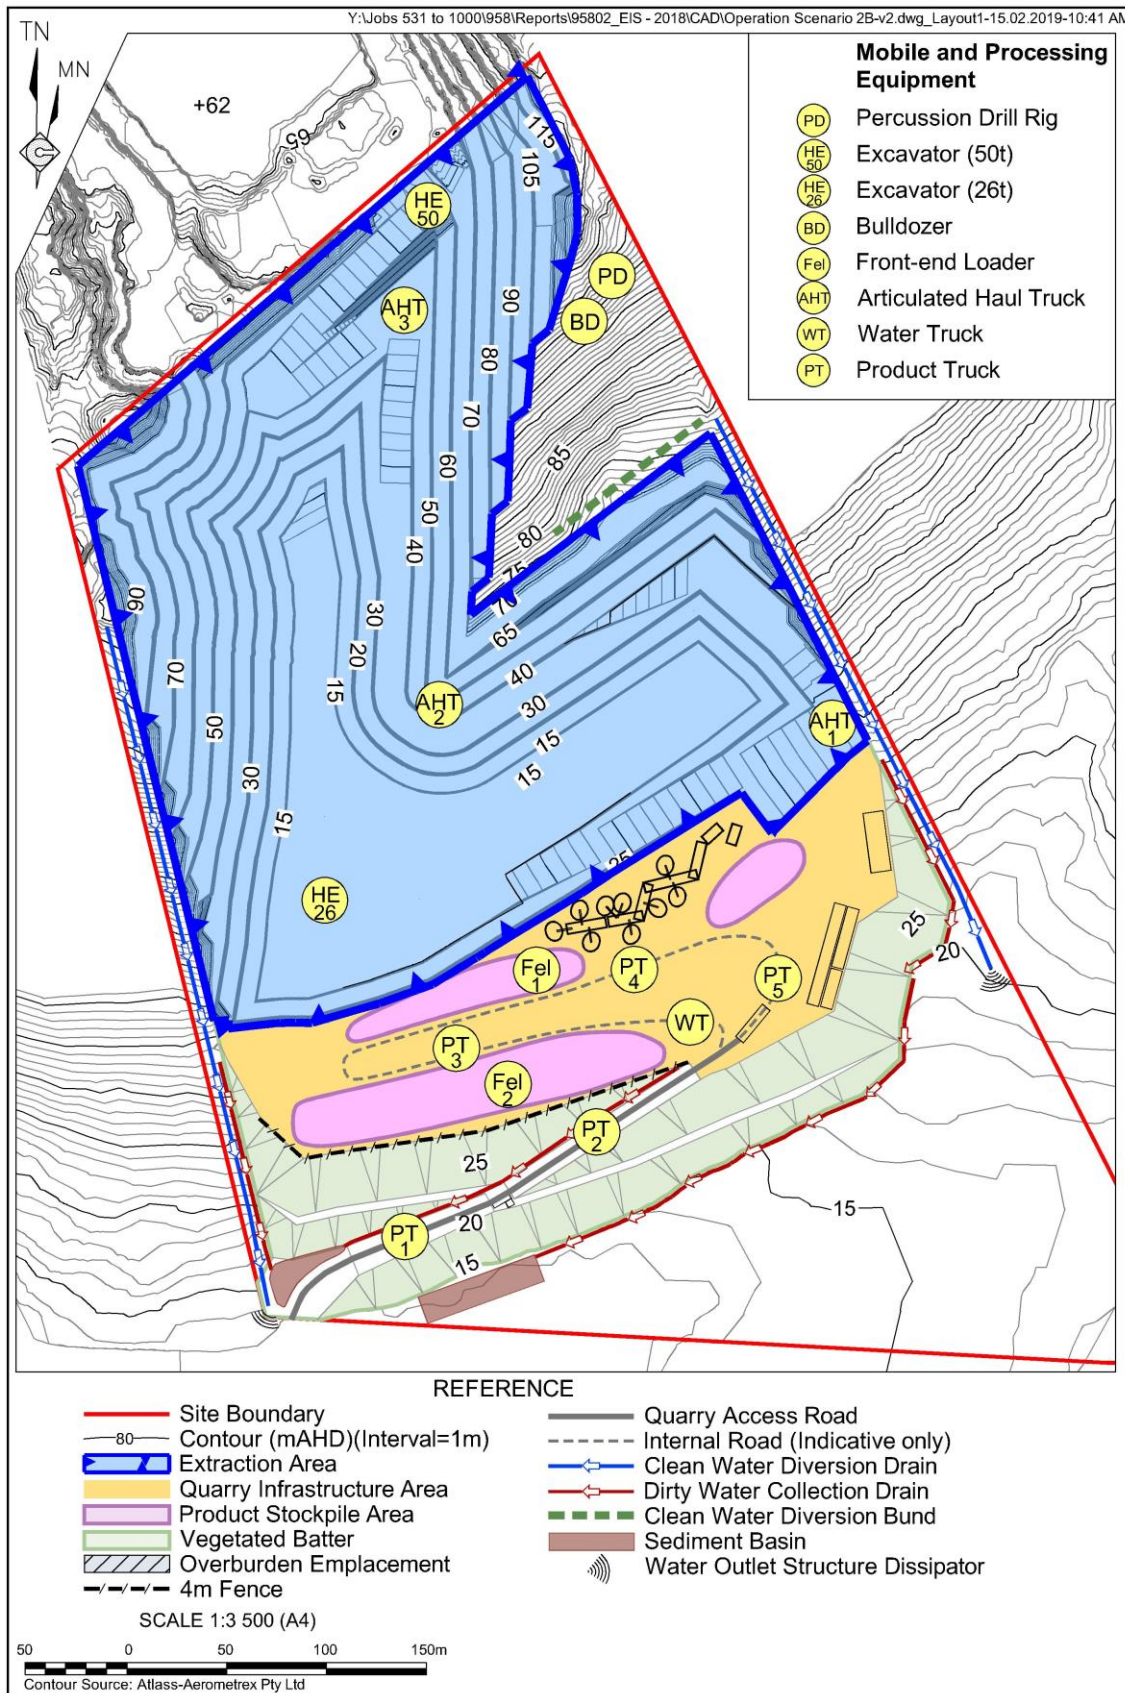 Y:\Jobs 531 to 1000\958\Reports\95802_EIS - 2018\CAD\Operation Scenario 2B-v2.dwg_Layout1-15.02.2019-10:41 AM
TN
MN
+62
65
Mobile and Processing
Equipment
PD Percussion Drill Rig
HE 50 Excavator (50t)
HE 26 Excavator (26t)
BD Bulldozer
Fel Front-end Loader
AHT Articulated Haul Truck
WT Water Truck
PT Product Truck
115
105
HE
50
PD
AHT
3
90
BD
80
70
85
60
50
80
40
75
70
90
30
65
70
20
40
15
AHT
2
30
AHT
1
50
15
30
15
15
25
HE
26
25
20
Fel
1
PT
4
PT
5
WT
PT
3
Fel
2
PT
2
25
15
20
PT
1
15
REFERENCE
Site Boundary
80 Contour (mAHD)(Interval=1m)
Extraction Area
Quarry Infrastructure Area
Product Stockpile Area
Vegetated Batter
Overburden Emplacement
4m Fence
Quarry Access Road
Internal Road (Indicative only)
Clean Water Diversion Drain
Dirty Water Collection Drain
Clean Water Diversion Bund
Sediment Basin
Water Outlet Structure Dissipator
SCALE 1:3 500 (A4)
50 0 50 100 150m
Contour Source: Atlass-Aerometrex Pty Ltd